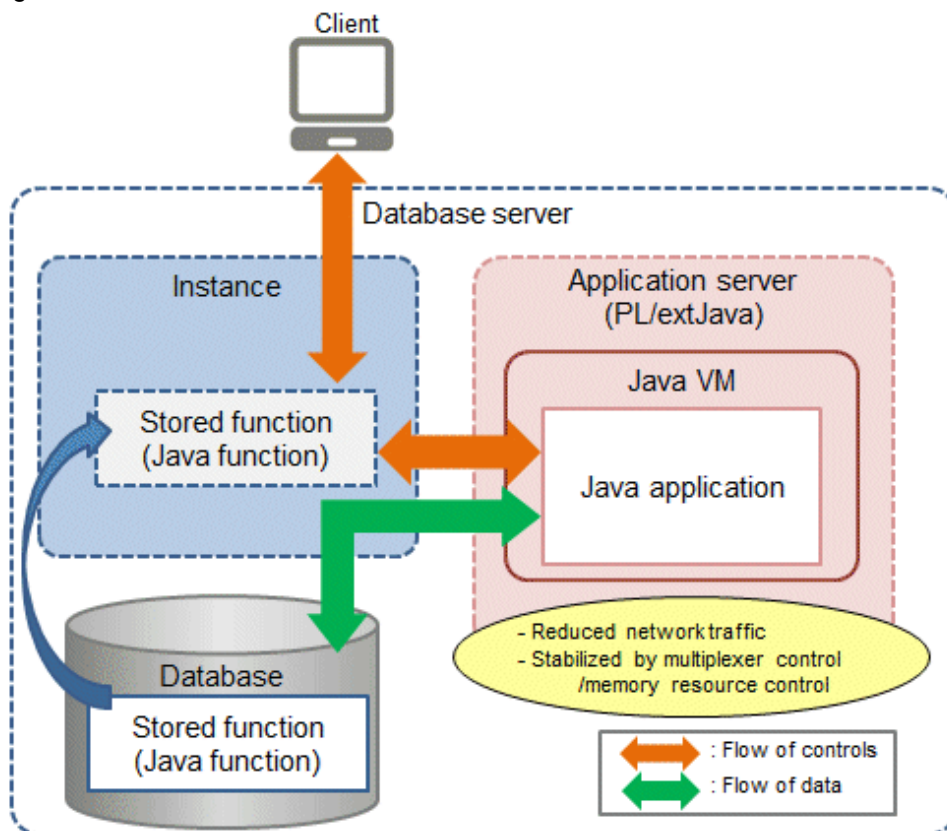 Client
Database server
Instance
Stored function
(Java function)
Application server
(PL/extJava)
Java VM
Java application
- Reduced network traffic
- Stabilized by multiplexer control
/memory resource control
Database
Stored function
(Java function)
: Flow of controls
: Flow of data